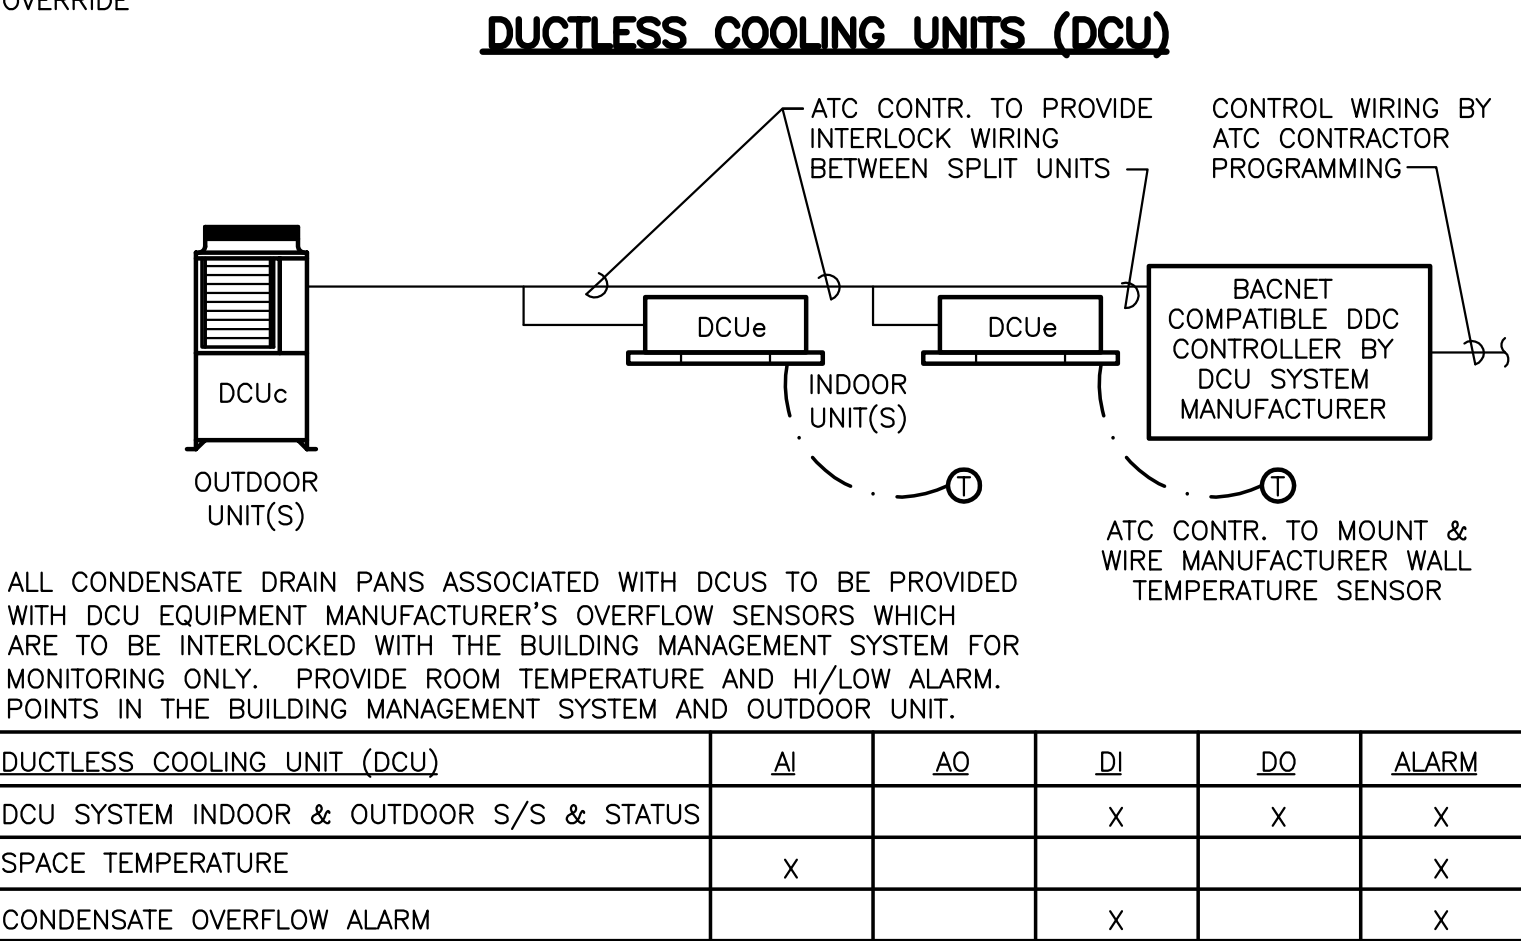 OVERRIDE
DUCTLESS COOLING UNITS (DCU)
ATC CONTR. TO PROVIDE
INTERLOCK WIRING
BETWEEN SPLIT UNITS
CONTROL WIRING BY
ATC CONTRACTOR
PROGRAMMING
DCUc
OUTDOOR
UNIT(S)
DCUe
INDOOR
UNIT(S)
DCUe
BACNET
COMPATIBLE DDC
CONTROLLER BY
DCU SYSTEM
MANUFACTURER
T
T
ATC CONTR. TO MOUNT &
WIRE MANUFACTURER WALL
TEMPERATURE SENSOR
ALL CONDENSATE DRAIN PANS ASSOCIATED WITH DCUS TO BE PROVIDED
WITH DCU EQUIPMENT MANUFACTURER'S OVERFLOW SENSORS WHICH
ARE TO BE INTERLOCKED WITH THE BUILDING MANAGEMENT SYSTEM FOR
MONITORING ONLY. PROVIDE ROOM TEMPERATURE AND HI/LOW ALARM.
POINTS IN THE BUILDING MANAGEMENT SYSTEM AND OUTDOOR UNIT.
DUCTLESS COOLING UNIT (DCU) AI AO DI DO ALARM
DCU SYSTEM INDOOR & OUTDOOR S/S & STATUS X X X
SPACE TEMPERATURE X X
CONDENSATE OVERFLOW ALARM X X